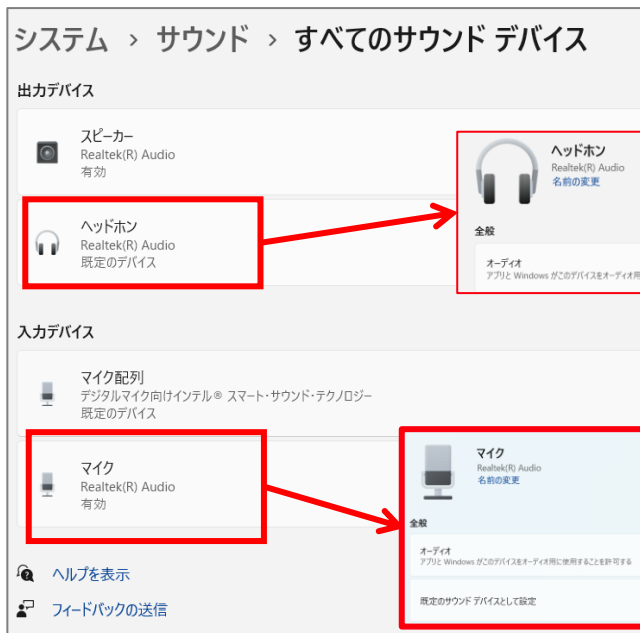 システム › サウンド › すべてのサウンド デバイス
出力デバイス
スピーカー
Realtek(R) Audio
有効
ヘッドホン
Realtek(R) Audio
既定のデバイス
ヘッドホン
Realtek(R) Audio
名前の変更
全般
オーディオ
アプリと Windows がこのデバイスをオーディオ用
入力デバイス
マイク配列
デジタルマイク向けインテル® スマート・サウンド・テクノロジー
既定のデバイス
マイク
Realtek(R) Audio
有効
マイク
Realtek(R) Audio
名前の変更
全般
オーディオ
アプリと Windows がこのデバイスをオーディオ用に使用することを許可する
既定のサウンド デバイスとして設定
ヘルプを表示
フィードバックの送信